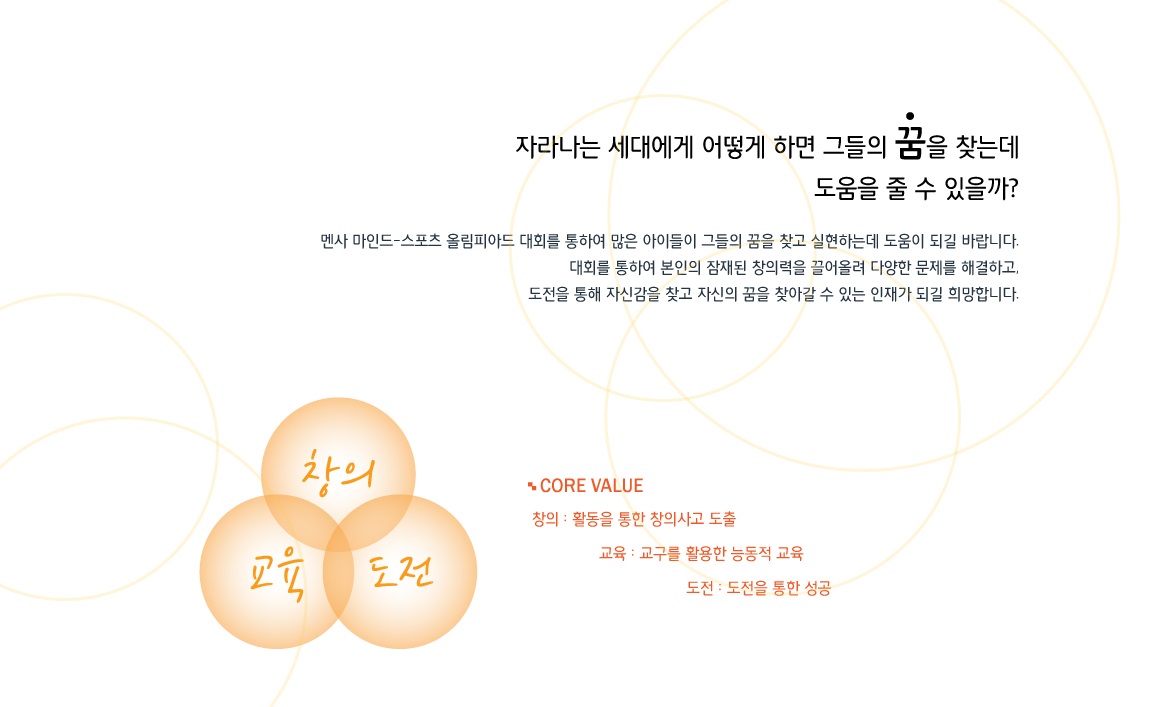 자라나는 세대에게 어떻게 하면 그들의 꿈을 찾는데
도움을 줄 수 있을까?
멘사 마인드-스포츠 올림피아드 대회를 통하여 많은 아이들이 그들의 꿈을 찾고 실현하는데 도움이 되길 바랍니다.
대회를 통하여 본인의 잠재된 창의력을 끌어올려 다양한 문제를 해결하고,
도전을 통해 자신감을 찾고 자신의 꿈을 찾아갈 수 있는 인재가 되길 희망합니다.
창의
교육 도전
CORE VALUE
창의 : 활동을 통한 창의사고 도출
교육 : 교구를 활용한 능동적 교육
도전 : 도전을 통한 성공